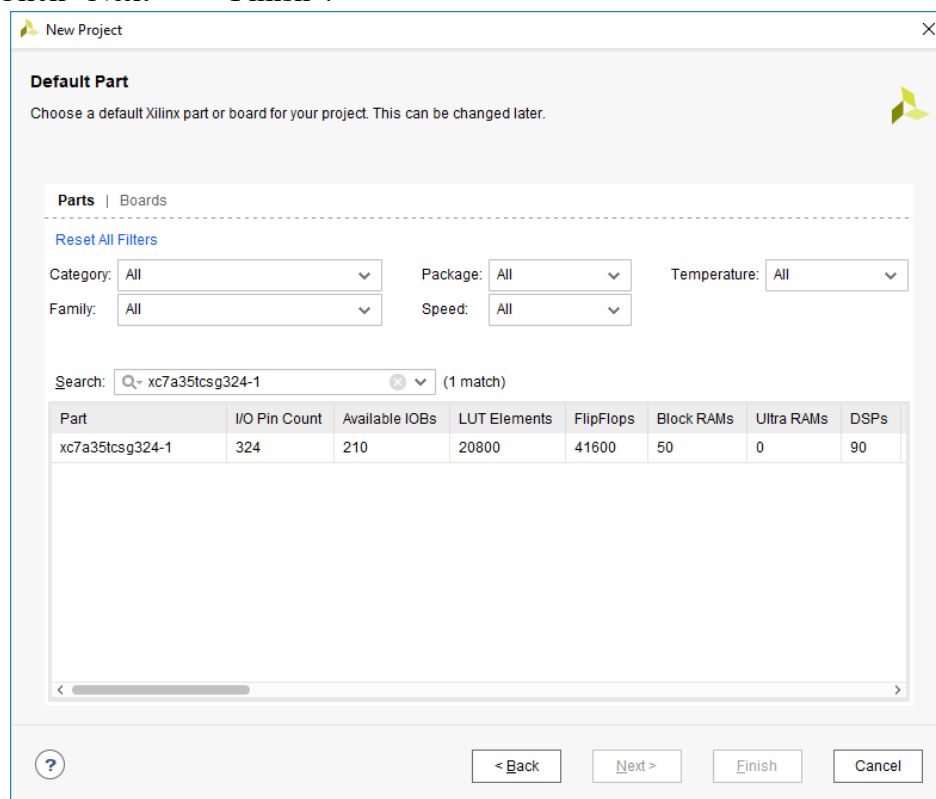 New Project
Default Part
Choose a default Xilinx part or board for your project. This can be changed later.
Parts | Boards
Reset All Filters
Category: All Package: All Temperature: All
Family: All Speed: All
Search: xc7a35tcsg324-1 (1 match)
Part I/O Pin Count Available IOBs LUT Elements FlipFlops Block RAMs Ultra RAMs DSPs
xc7a35tcsg324-1 324 210 20800 41600 50 0 90
? < Back Next > Finish Cancel